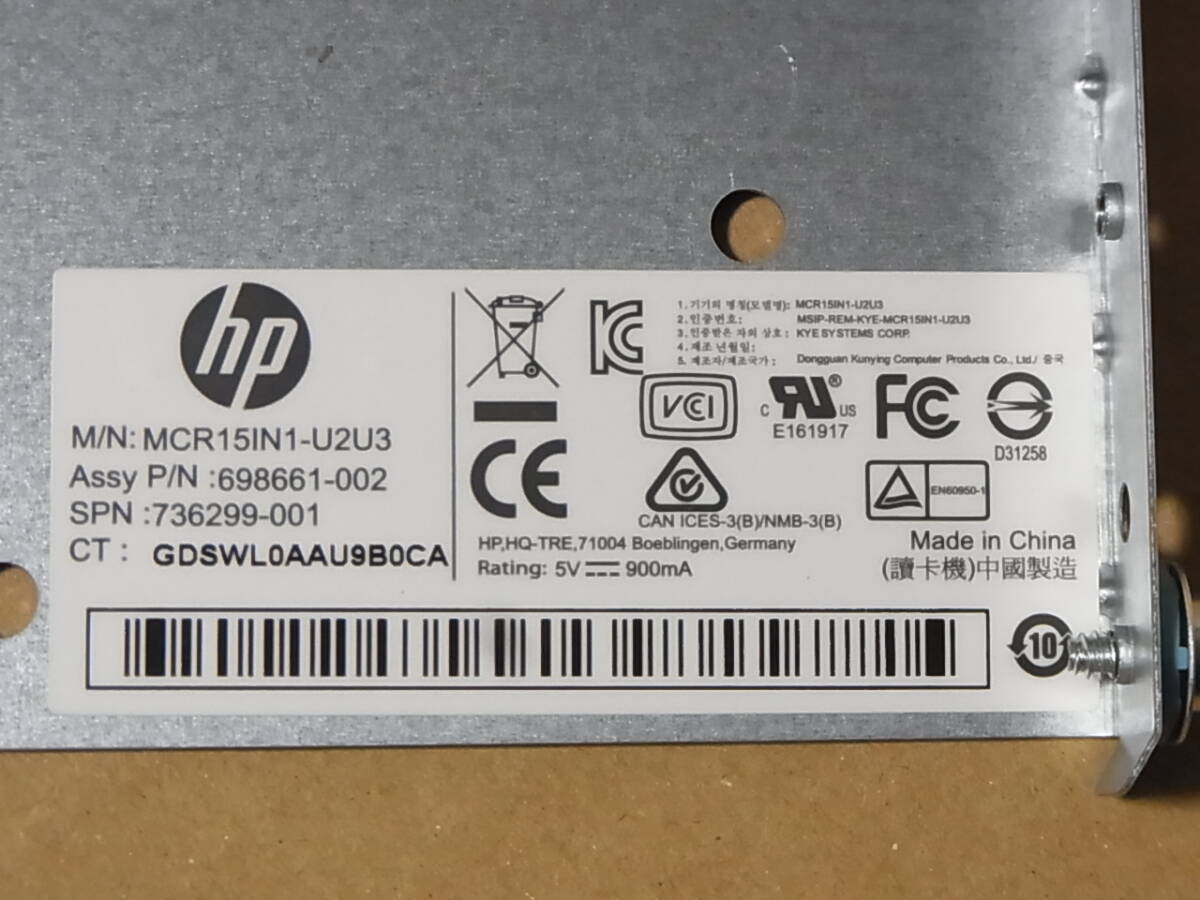 hp
M/N: MCR15IN1-U2U3
Assy P/N :698661-002
SPN :736299-001
CT : GDSWL0AAU9B0CA
1. 기기의 명칭(모델명): MCR15IN1-U2U3
2. 인증번호: MSIP-REM-KYE-MCR15IN1-U2U3
3. 인증받은 자의 상호: KYE SYSTEMS CORP.
4. 제조 년월일:
5. 제조자/제조국가: Dongguan Kunying Computer Products Co., Ltd./ 중국
VCI
C RU® US
E161917
FC
D31258
CE
CAN ICES-3(B)/NMB-3(B)
EN60950-1
HP,HQ-TRE,71004 Boeblingen,Germany
Rating: 5V 900mA
Made in China
(讀卡機)中國製造
10